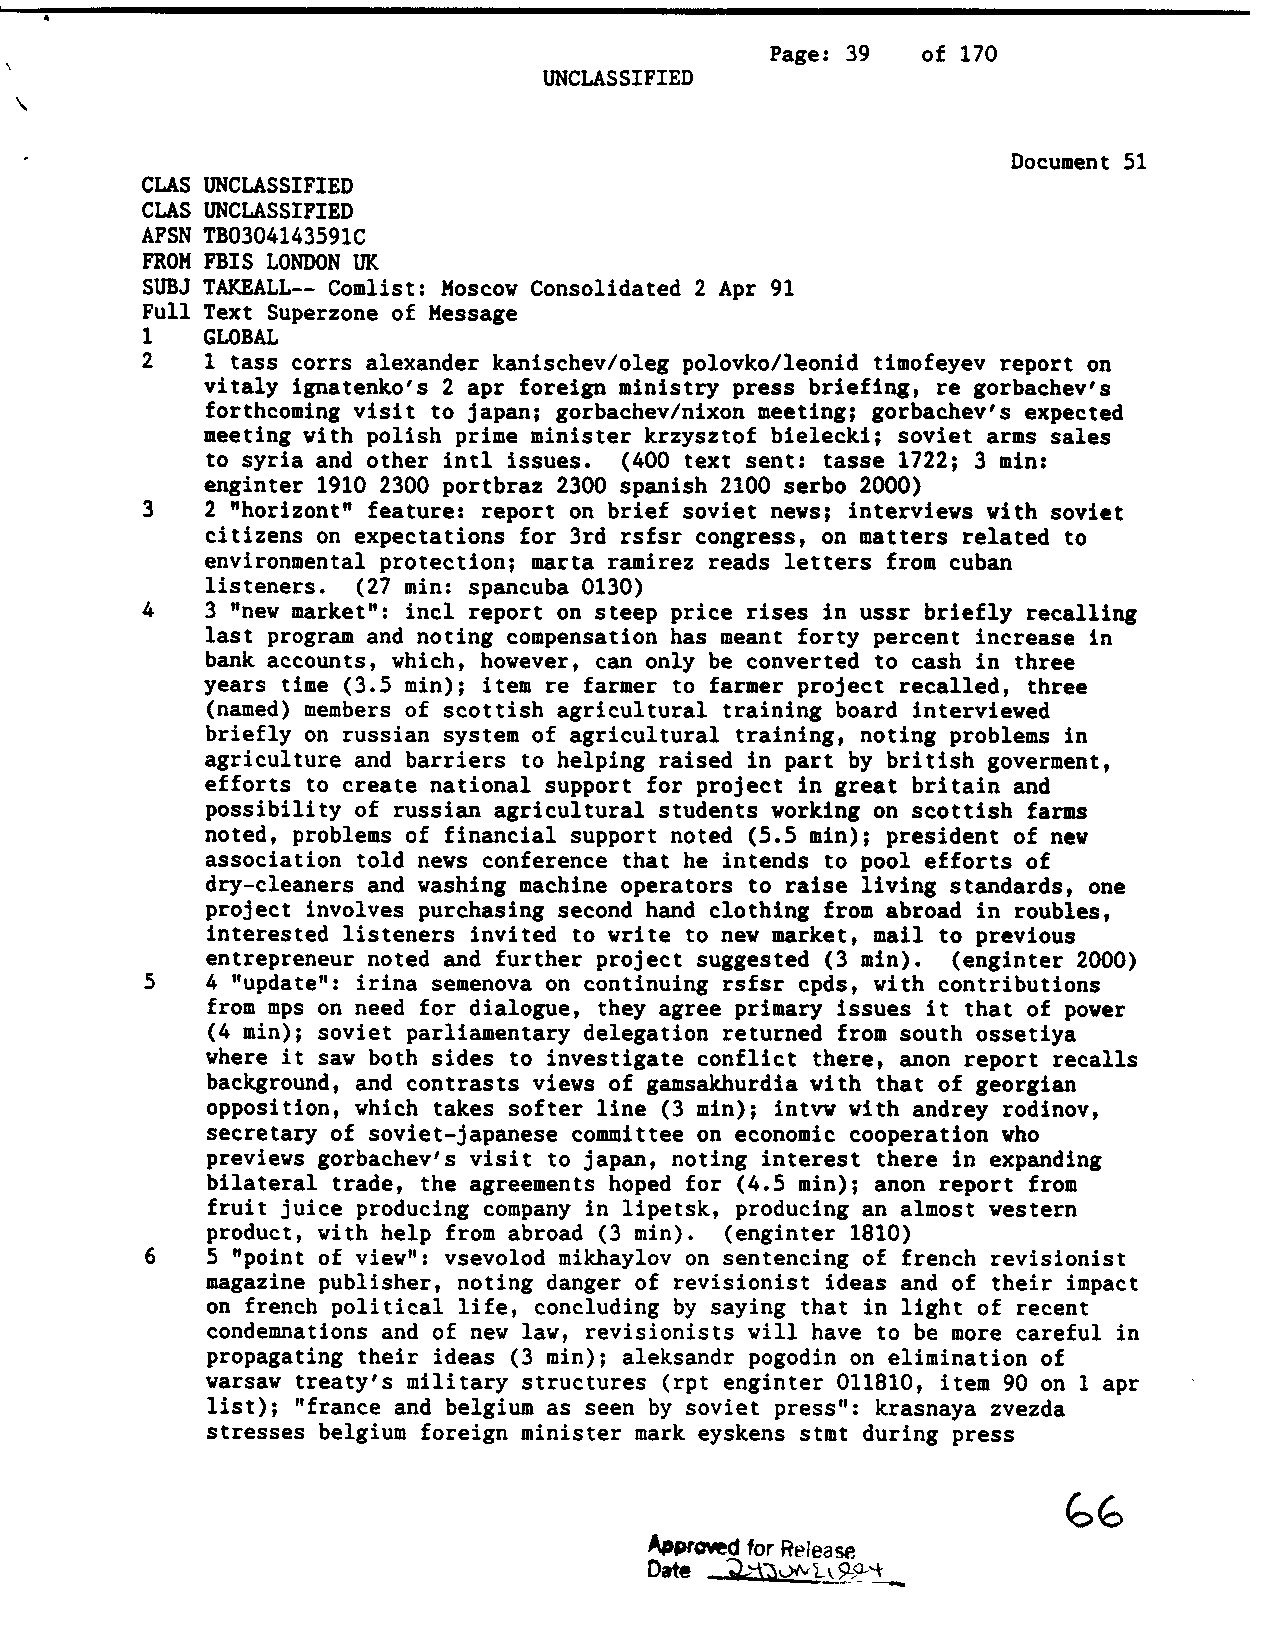 Page: 39 of 170
UNCLASSIFIED
Document 51
CLAS UNCLASSIFIED
CLAS UNCLASSIFIED
AFSN TB0304143591C
FROM FBIS LONDON UK
SUBJ TAKEALL-- Comlist: Moscow Consolidated 2 Apr 91
Full Text Superzone of Message
1 GLOBAL
2 1 tass corrs alexander kanischev/oleg polovko/leonid timofeyev report on
vitaly ignatenko's 2 apr foreign ministry press briefing, re gorbachev's
forthcoming visit to japan; gorbachev/nixon meeting; gorbachev's expected
meeting with polish prime minister krzysztof bielecki; soviet arms sales
to syria and other intl issues. (400 text sent: tasse 1722; 3 min:
enginter 1910 2300 portbraz 2300 spanish 2100 serbo 2000)
3 2 "horizont" feature: report on brief soviet news; interviews with soviet
citizens on expectations for 3rd rsfsr congress, on matters related to
environmental protection; marta ramirez reads letters from cuban
listeners. (27 min: spancuba 0130)
4 3 "new market": incl report on steep price rises in ussr briefly recalling
last program and noting compensation has meant forty percent increase in
bank accounts, which, however, can only be converted to cash in three
years time (3.5 min); item re farmer to farmer project recalled, three
(named) members of scottish agricultural training board interviewed
briefly on russian system of agricultural training, noting problems in
agriculture and barriers to helping raised in part by british goverment,
efforts to create national support for project in great britain and
possibility of russian agricultural students working on scottish farms
noted, problems of financial support noted (5.5 min); president of new
association told news conference that he intends to pool efforts of
dry-cleaners and washing machine operators to raise living standards, one
project involves purchasing second hand clothing from abroad in roubles,
interested listeners invited to write to new market, mail to previous
entrepreneur noted and further project suggested (3 min). (enginter 2000)
5 4 "update": irina semenova on continuing rsfsr cpds, with contributions
from mps on need for dialogue, they agree primary issues it that of power
(4 min); soviet parliamentary delegation returned from south ossetiya
where it saw both sides to investigate conflict there, anon report recalls
background, and contrasts views of gamsakhurdia with that of georgian
opposition, which takes softer line (3 min); intvw with andrey rodinov,
secretary of soviet-japanese committee on economic cooperation who
previews gorbachev's visit to japan, noting interest there in expanding
bilateral trade, the agreements hoped for (4.5 min); anon report from
fruit juice producing company in lipetsk, producing an almost western
product, with help from abroad (3 min). (enginter 1810)
6 5 "point of view": vsevolod mikhaylov on sentencing of french revisionist
magazine publisher, noting danger of revisionist ideas and of their impact
on french political life, concluding by saying that in light of recent
condemnations and of new law, revisionists will have to be more careful in
propagating their ideas (3 min); aleksandr pogodin on elimination of
warsaw treaty's military structures (rpt enginter 011810, item 90 on 1 apr
list); "france and belgium as seen by soviet press": krasnaya zvezda
stresses belgium foreign minister mark eyskens stmt during press
66
Approved for Release
Date